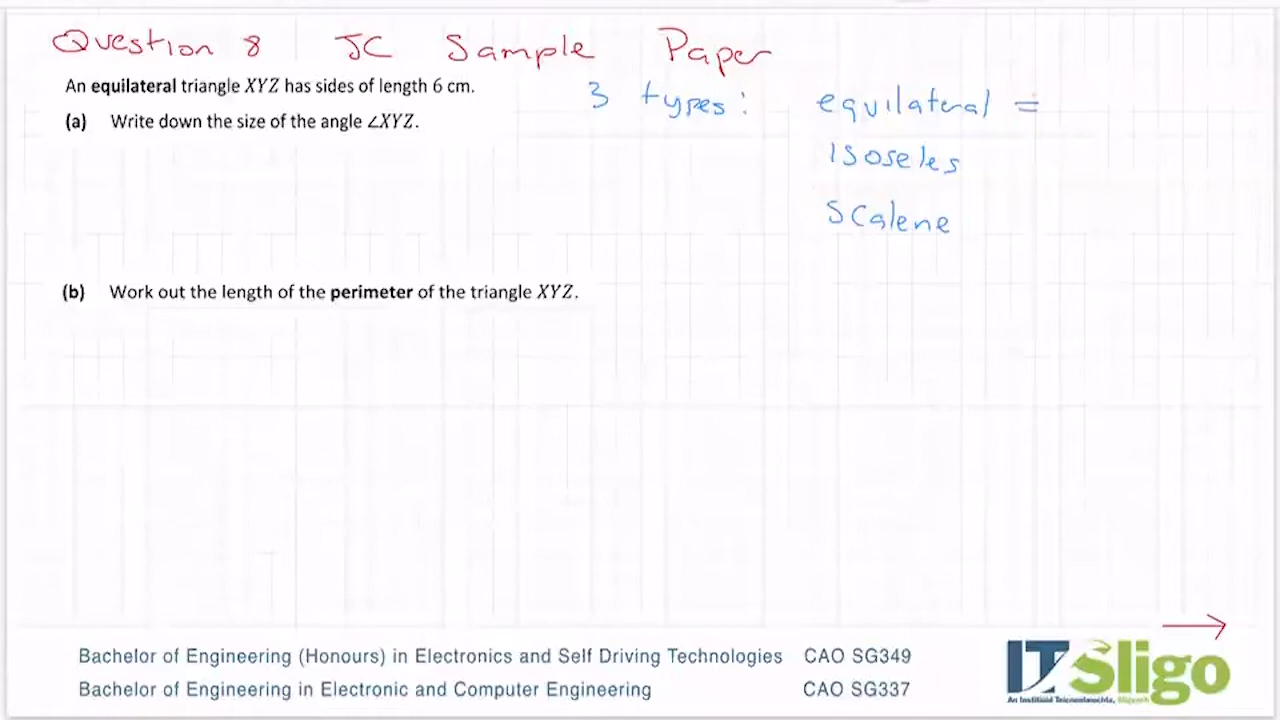 Question 8 JC Sample Paper
An equilateral triangle XYZ has sides of length 6 cm.
3 types: equilateral =
(a) Write down the size of the angle ∠XYZ.
Isoseles
Scalene
(b) Work out the length of the perimeter of the triangle XYZ.
Bachelor of Engineering (Honours) in Electronics and Self Driving Technologies CAO SG349
Bachelor of Engineering in Electronic and Computer Engineering CAO SG337
IT Sligo